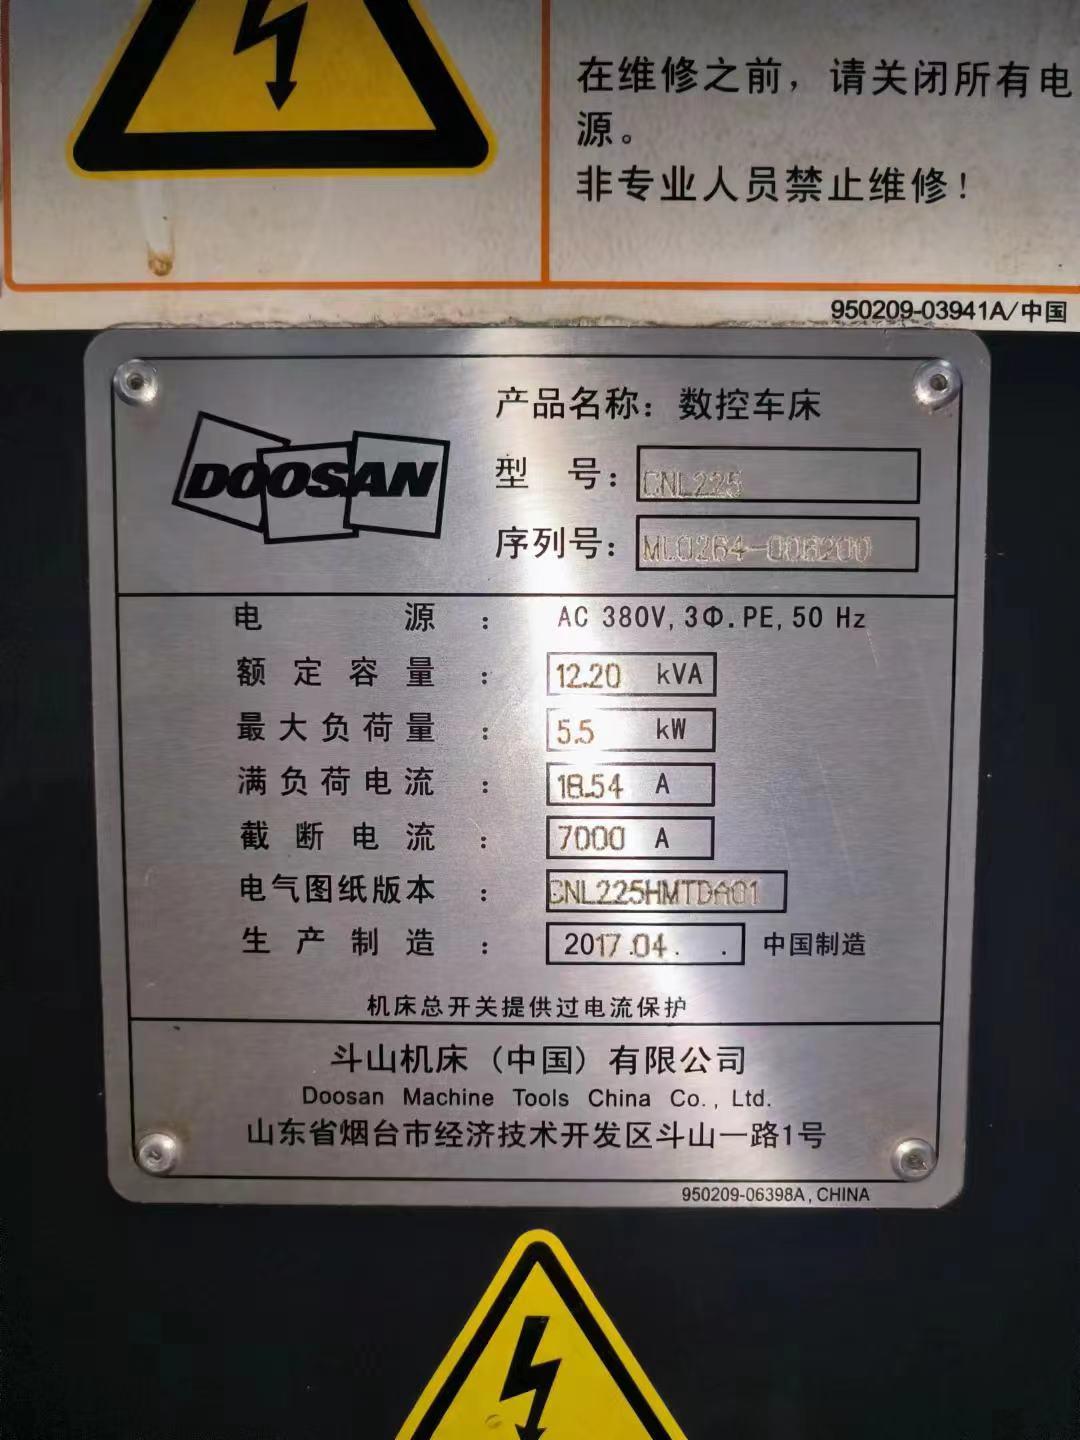 在维修之前，请关闭所有电
源。
非专业人员禁止维修！
950209-03941A/中国
DOOSAN
产品名称：数控车床
型 号：CNL225
序列号：
电 源 ： AC 380V,3Φ.PE,50 Hz
额定容量 ： 12.20 kVA
最大负荷量 ： 5.5 kW
满负荷电流 ： 18.54 A
截断电流 ： 7000 A
电气图纸版本 ： CNL225HMTDA01
生产制造 ： 2017.04. . 中国制造
机床总开关提供过电流保护
斗山机床（中国）有限公司
Doosan Machine Tools China Co., Ltd.
山东省烟台市经济技术开发区斗山一路1号
950209-06398A, CHINA